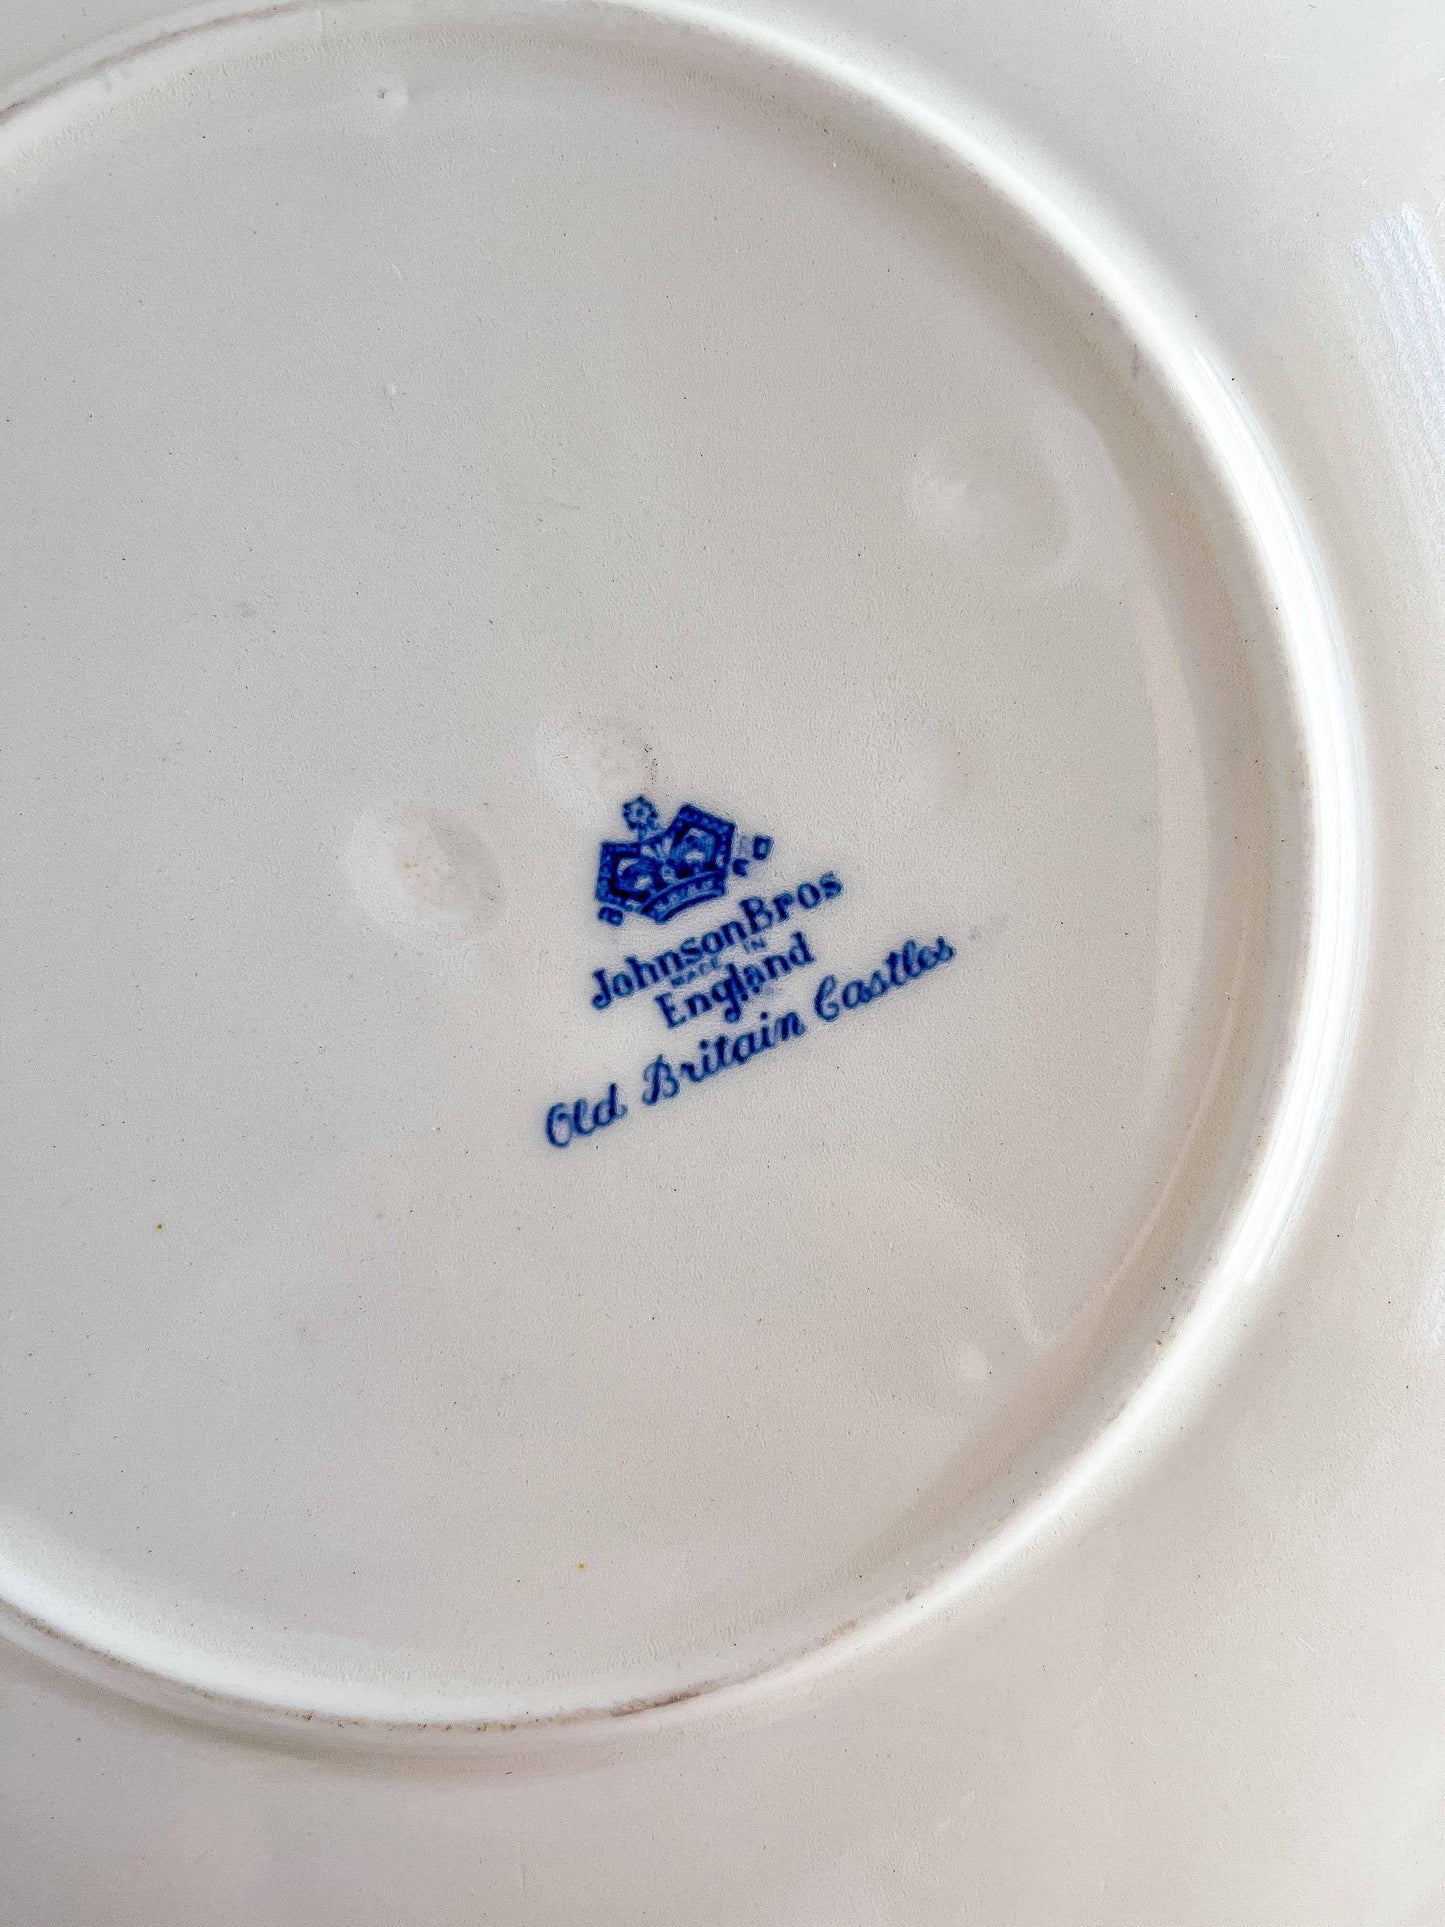 Johnson Bros
MADE IN
England
Old Britain Castles